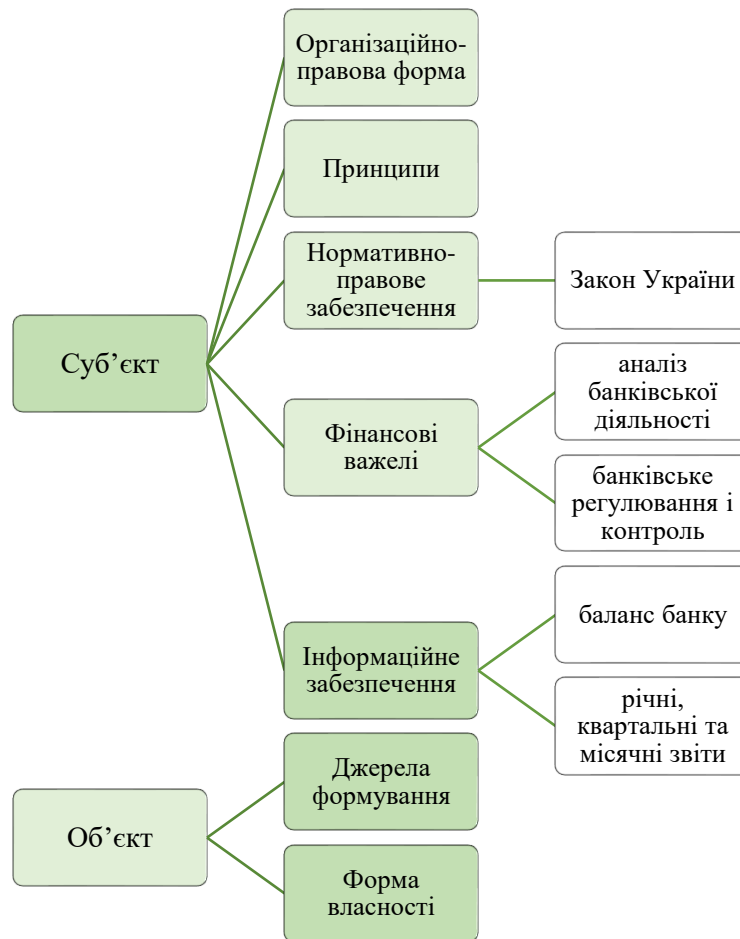 Організаційно-
правова форма
Принципи
Нормативно-
правове
забезпечення
Закон України
Суб’єкт
Фінансові
важелі
аналіз
банківської
діяльності
банківське
регулювання і
контроль
Інформаційне
забезпечення
баланс банку
річні,
квартальні та
місячні звіти
Об’єкт
Джерела
формування
Форма
власності